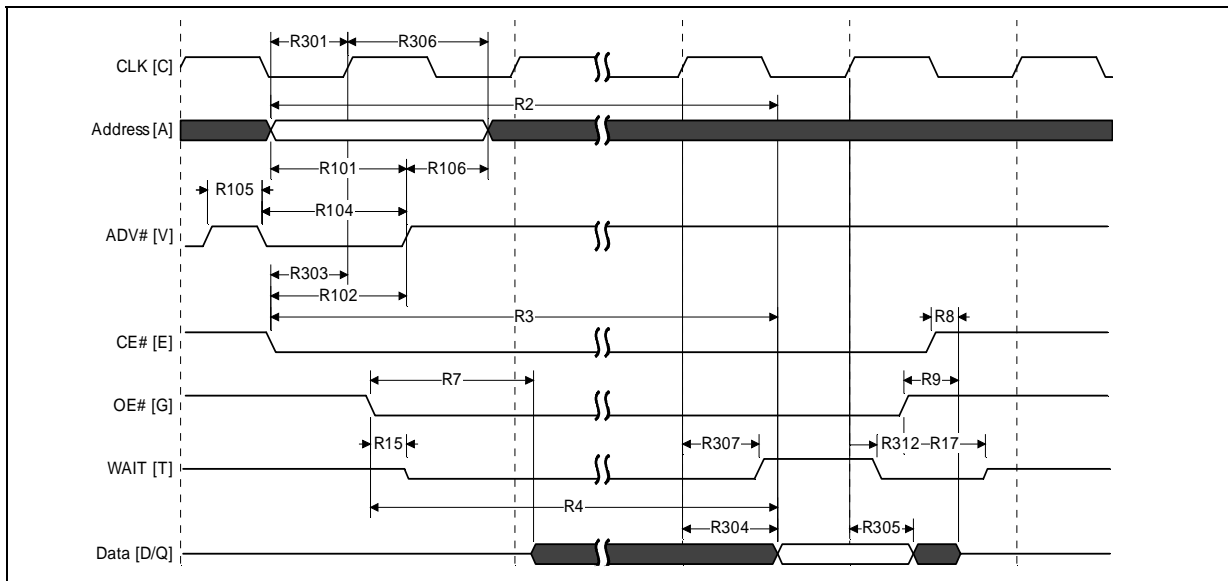 R301
R306
CLK [C]
R2
Address [A]
R101
R106
R105
R104
ADV# [V]
R303
R102
R3
R8
CE# [E]
R7
R9
OE# [G]
R15
R307
R312
R17
WAIT [T]
R4
R304
R305
Data [D/Q]